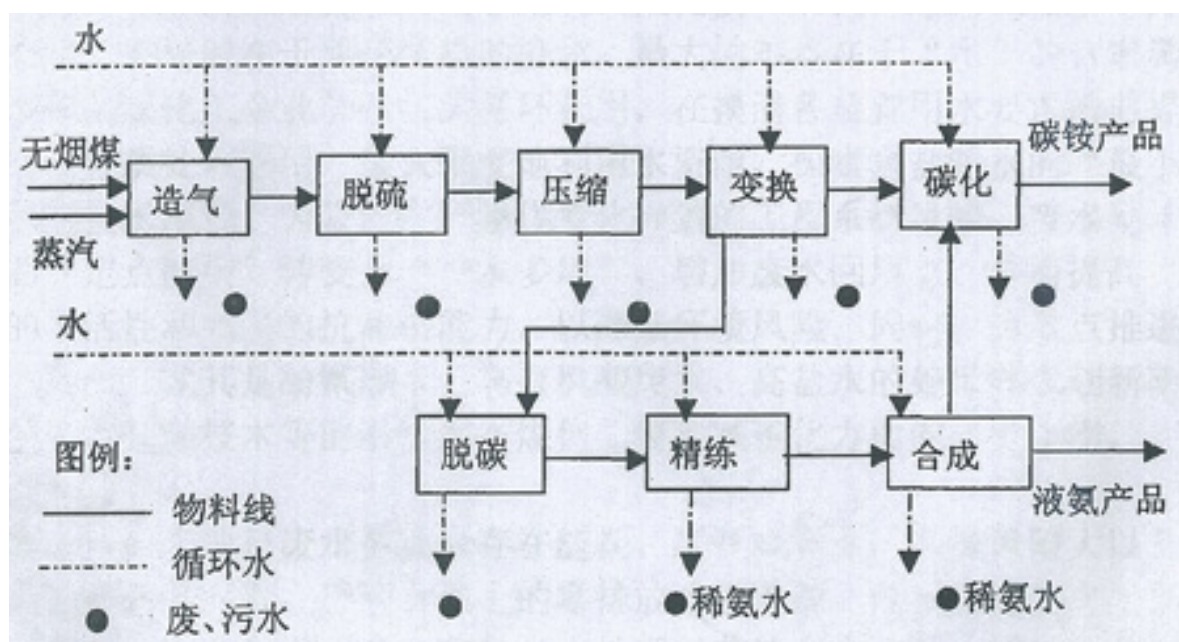 水
无烟煤
蒸汽
造气
脱硫
压缩
变换
碳化
碳铵产品
水
脱碳
精练
合成
液氨产品
稀氨水
稀氨水
图例：
物料线
循环水
废、污水